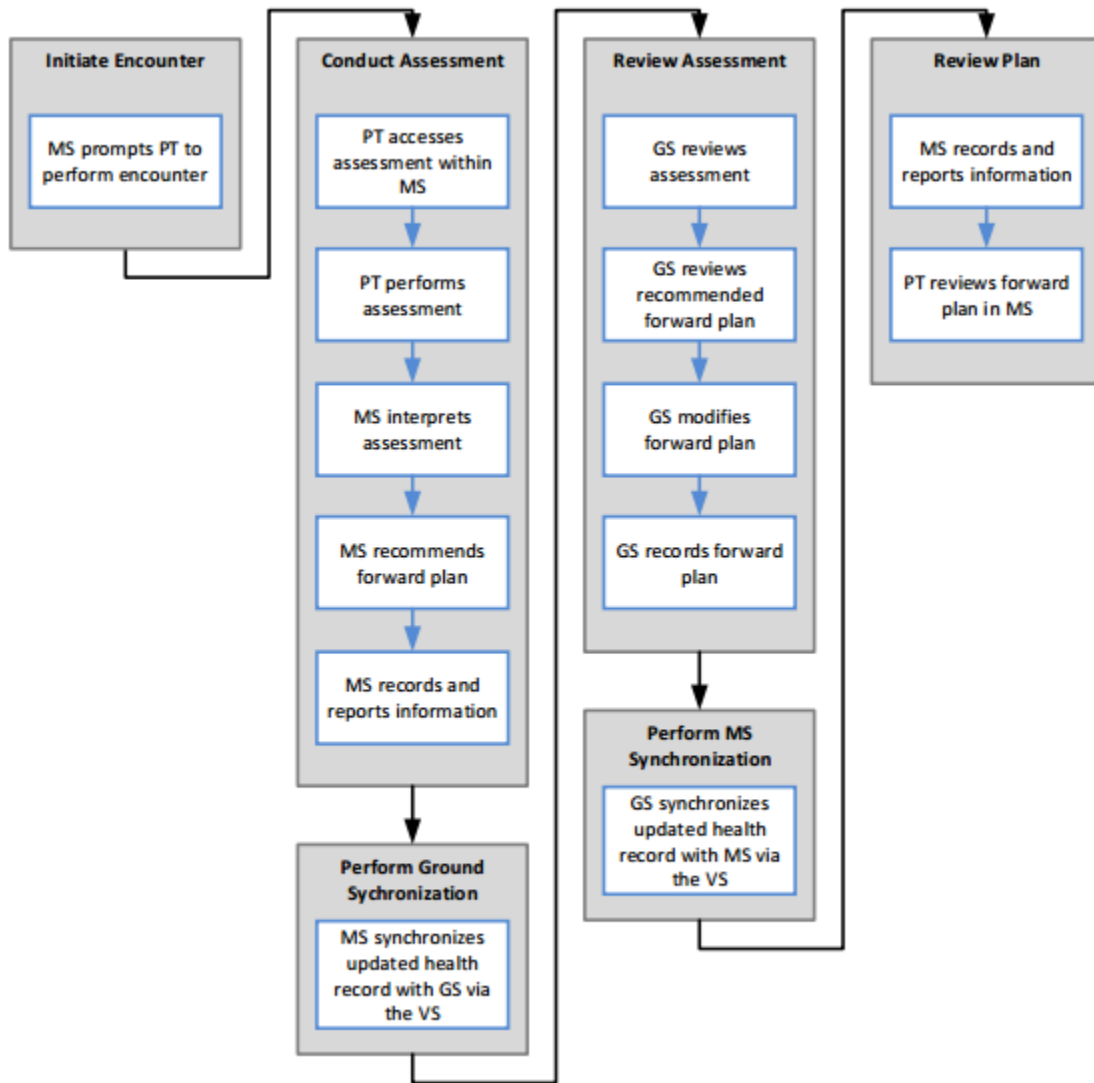 Initiate Encounter
MS prompts PT to
perform encounter
Conduct Assessment
PT accesses
assessment within
MS
PT performs
assessment
MS interprets
assessment
MS recommends
forward plan
MS records and
reports information
Perform Ground
Sychronization
MS synchronizes
updated health
record with GS via
the VS
Review Assessment
GS reviews
assessment
GS reviews
recommended
forward plan
GS modifies
forward plan
GS records forward
plan
Perform MS
Synchronization
GS synchronizes
updated health
record with MS via
the VS
Review Plan
MS records and
reports information
PT reviews forward
plan in MS